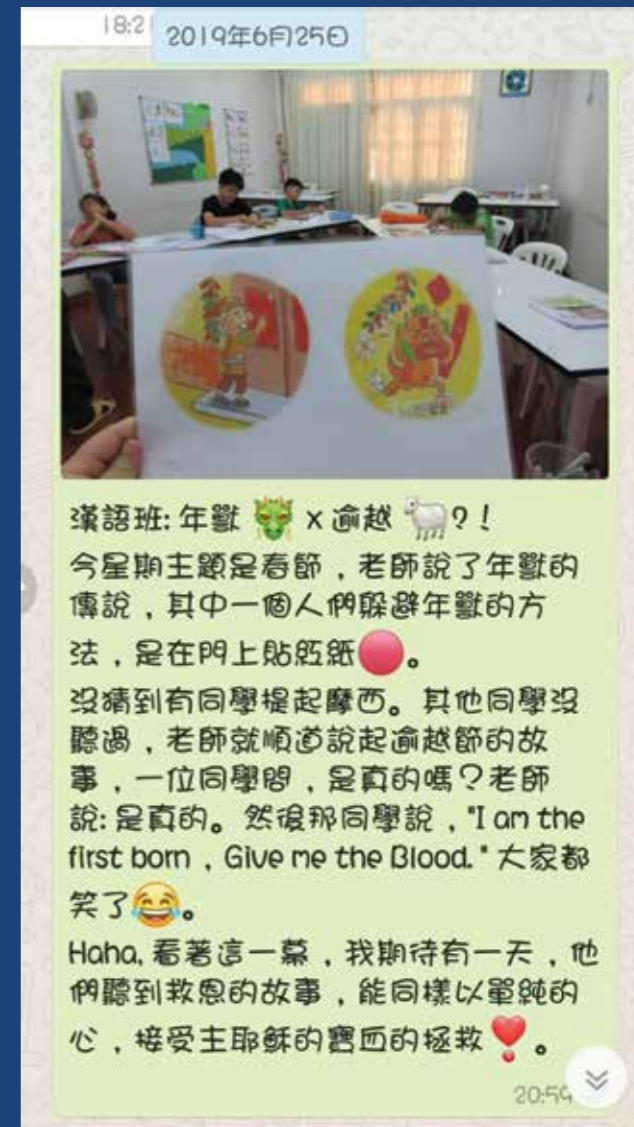 18:2
2019年6月25日
漢語班: 年獸 🐲 x 逾越 🐑?!
今星期主題是春節，老師說了年獸的
傳說，其中一個人們躲避年獸的方
法，是在門上貼紅紙🔴。
沒猜到有同學提起摩西。其他同學沒
聽過，老師就順道說起逾越節的故
事，一位同學問，是真的嗎？老師
說: 是真的。然後那同學說，"I am the
first born，Give me the Blood." 大家都
笑了😂。
Haha, 看著這一幕，我期待有一天，他
們聽到救恩的故事，能同樣以單純的
心，接受主耶穌的寶血的拯救❣️。
20:59